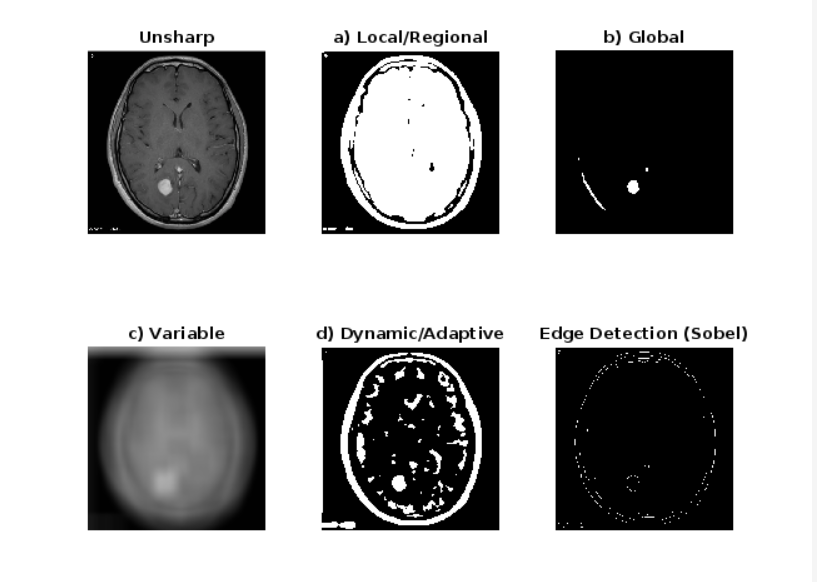 Unsharp
a) Local/Regional
b) Global
c) Variable
d) Dynamic/Adaptive
Edge Detection (Sobel)